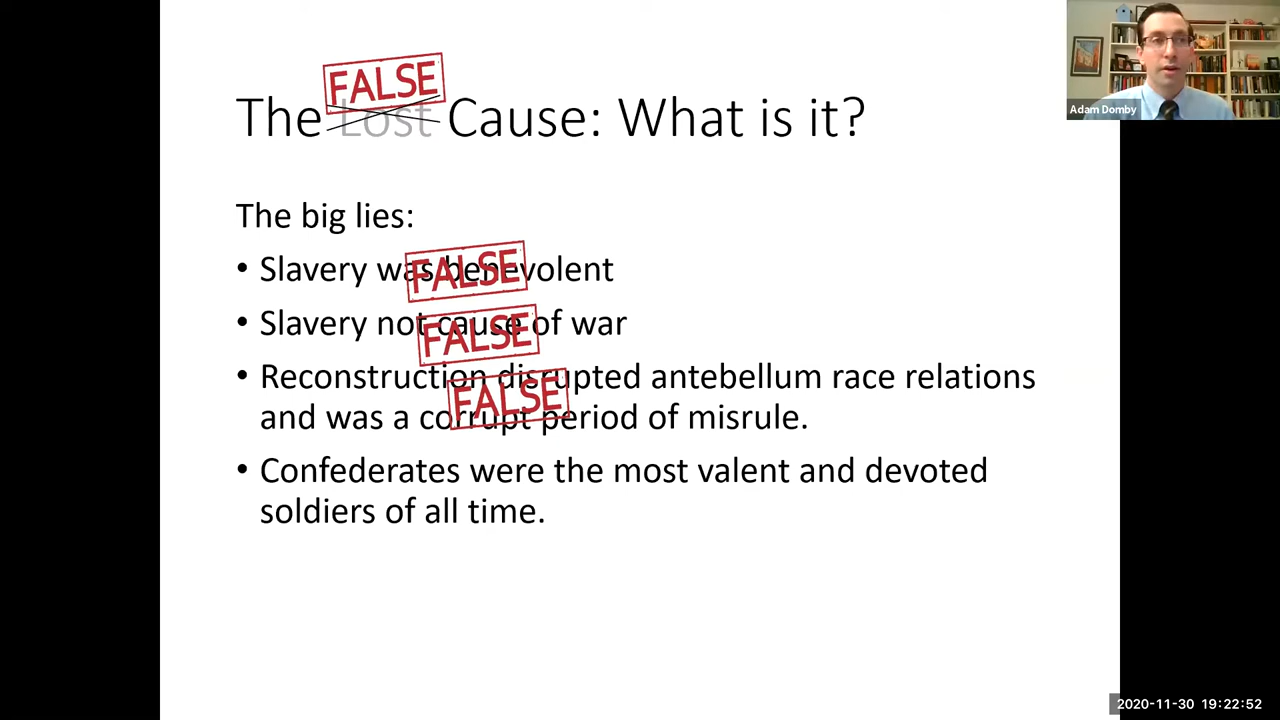 FALSE
The Lost Cause: What is it?
Adam Domby
The big lies:
• Slavery was benevolent
FALSE
• Slavery not cause of war
FALSE
• Reconstruction disrupted antebellum race relations
and was a corrupt period of misrule.
FALSE
• Confederates were the most valent and devoted
soldiers of all time.
2020-11-30 19:22:52